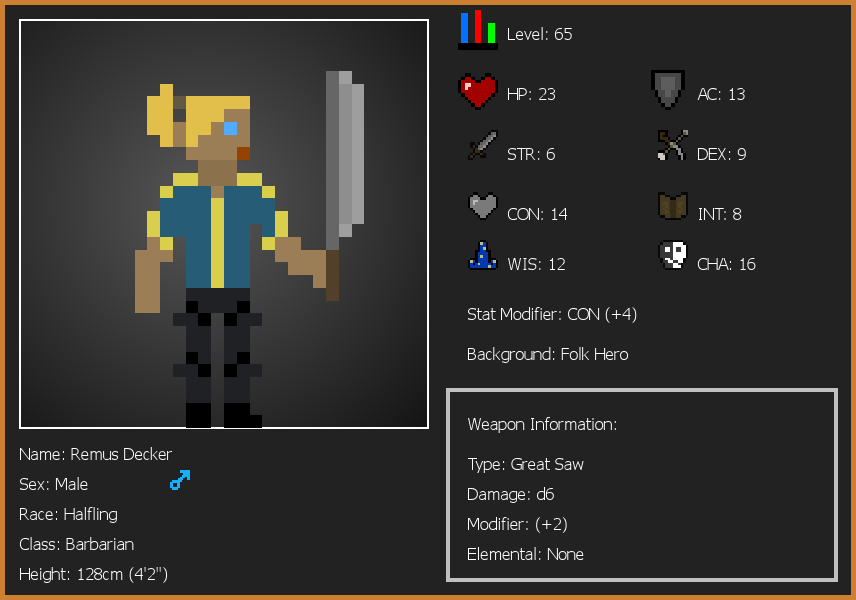 Level: 65
HP: 23
AC: 13
STR: 6
DEX: 9
CON: 14
INT: 8
WIS: 12
CHA: 16
Stat Modifier: CON (+4)
Background: Folk Hero
Weapon Information:
Type: Great Saw
Damage: d6
Modifier: (+2)
Elemental: None
Name: Remus Decker
Sex: Male
Race: Halfling
Class: Barbarian
Height: 128cm (4'2")